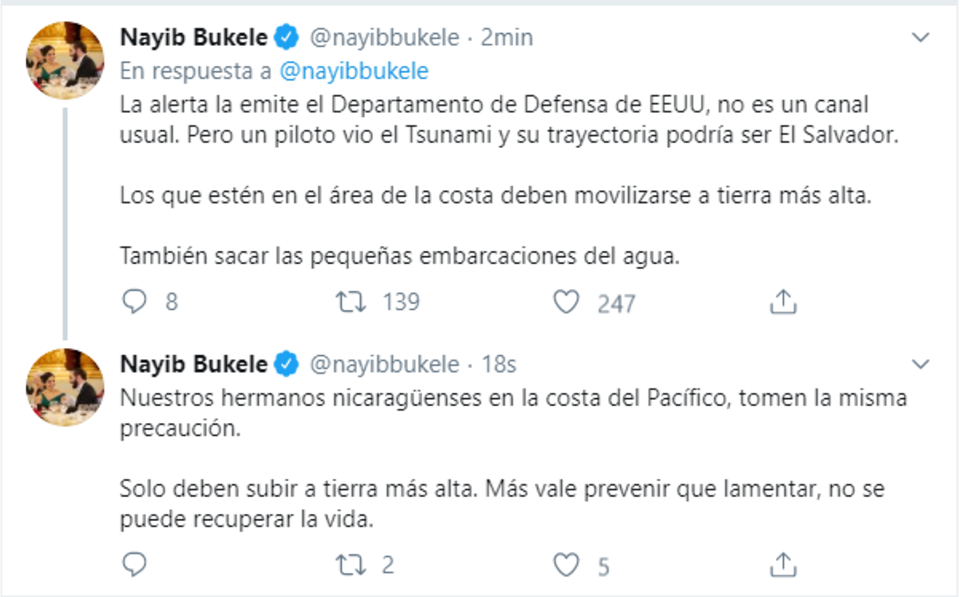 Nayib Bukele @nayibbukele · 2min
En respuesta a @nayibbukele
La alerta la emite el Departamento de Defensa de EEUU, no es un canal
usual. Pero un piloto vio el Tsunami y su trayectoria podría ser El Salvador.
Los que estén en el área de la costa deben movilizarse a tierra más alta.
También sacar las pequeñas embarcaciones del agua.
8 139 247
Nayib Bukele @nayibbukele · 18s
Nuestros hermanos nicaragüenses en la costa del Pacífico, tomen la misma
precaución.
Solo deben subir a tierra más alta. Más vale prevenir que lamentar, no se
puede recuperar la vida.
2 5